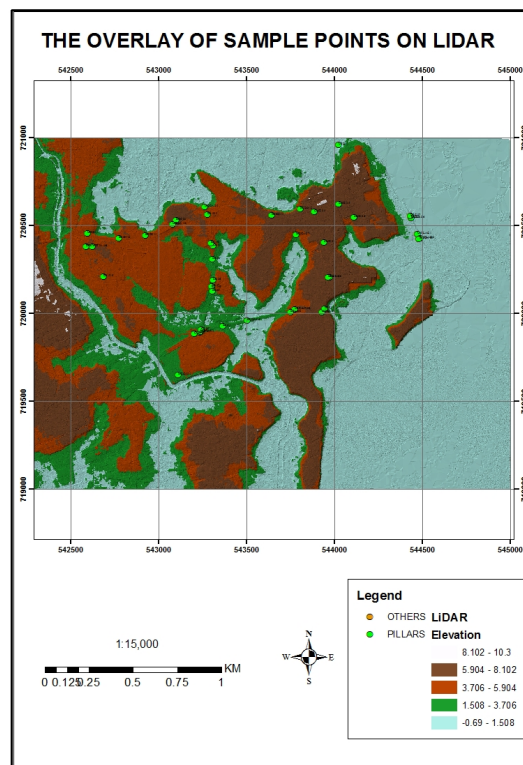 THE OVERLAY OF SAMPLE POINTS ON LIDAR
542500 543000 543500 544000 544500 545000
721000
720500 720500
720000 720000
719500 719500
719000
542500 543000 543500 544000 544500 545000
1:15,000
KM
0 0.125 0.25 0.5 0.75 1
N
W E
S
Legend
OTHERS LiDAR
PILLARS Elevation
8.102 - 10.3
5.904 - 8.102
3.706 - 5.904
1.508 - 3.706
-0.69 - 1.508